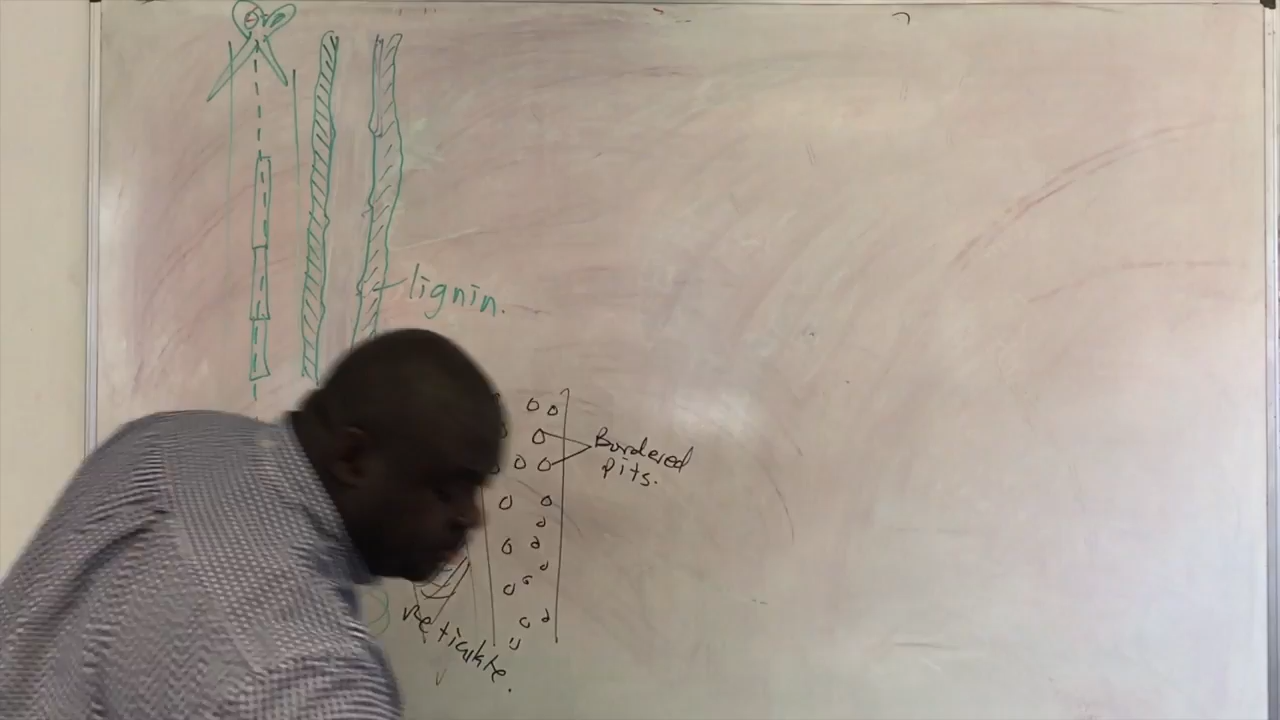 lignin.
Bordered
pits.
reticulate.